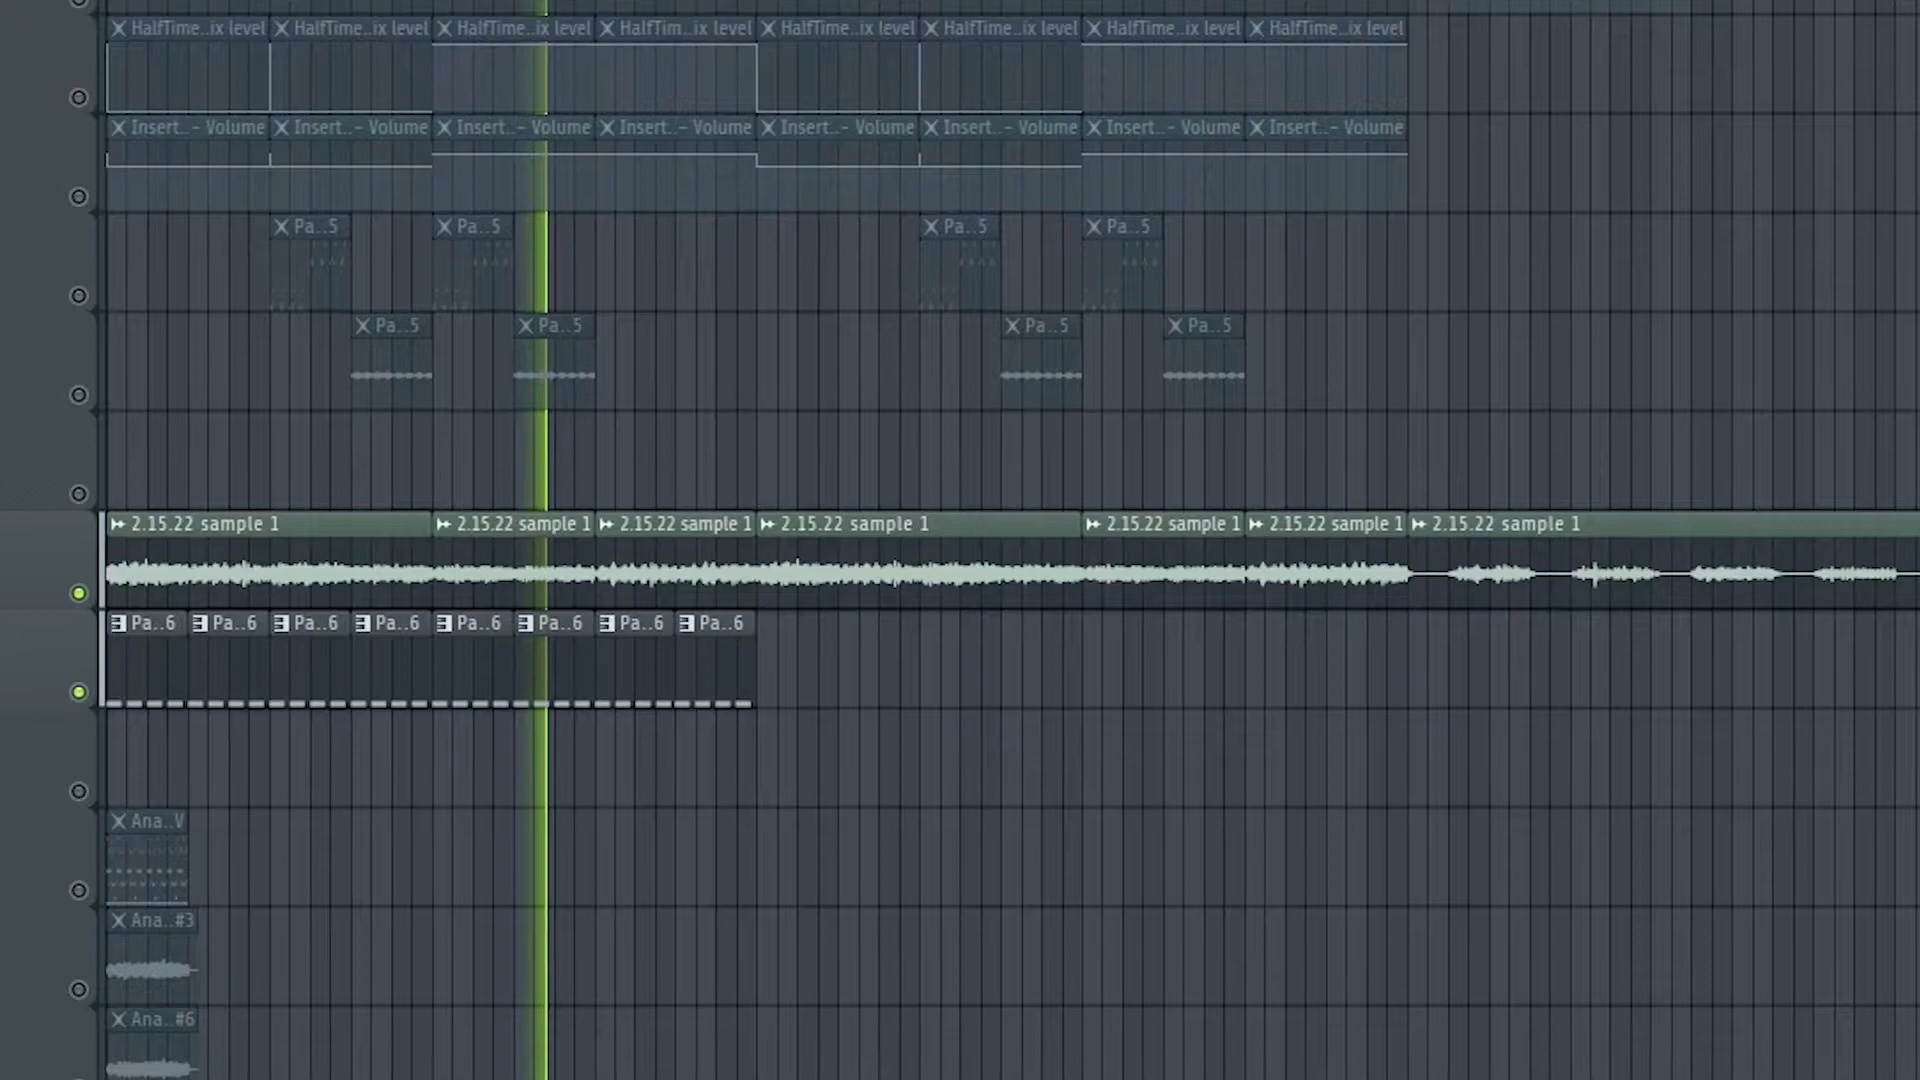 HalfTime..ix level HalfTime..ix level HalfTime..ix level HalfTim..ix level HalfTime..ix level HalfTime..ix level HalfTime..ix level HalfTime..ix level
Insert..- Volume Insert..- Volume Insert..- Volume Insert..- Volume Insert..- Volume Insert..- Volume Insert..- Volume Insert..- Volume
Pa..5 Pa..5 Pa..5 Pa..5
Pa..5 Pa..5 Pa..5 Pa..5
2.15.22 sample 1 2.15.22 sample 1 2.15.22 sample 1 2.15.22 sample 1 2.15.22 sample 1 2.15.22 sample 1 2.15.22 sample 1
Pa..6 Pa..6 Pa..6 Pa..6 Pa..6 Pa..6 Pa..6 Pa..6
Ana..V
Ana..#3
Ana..#6